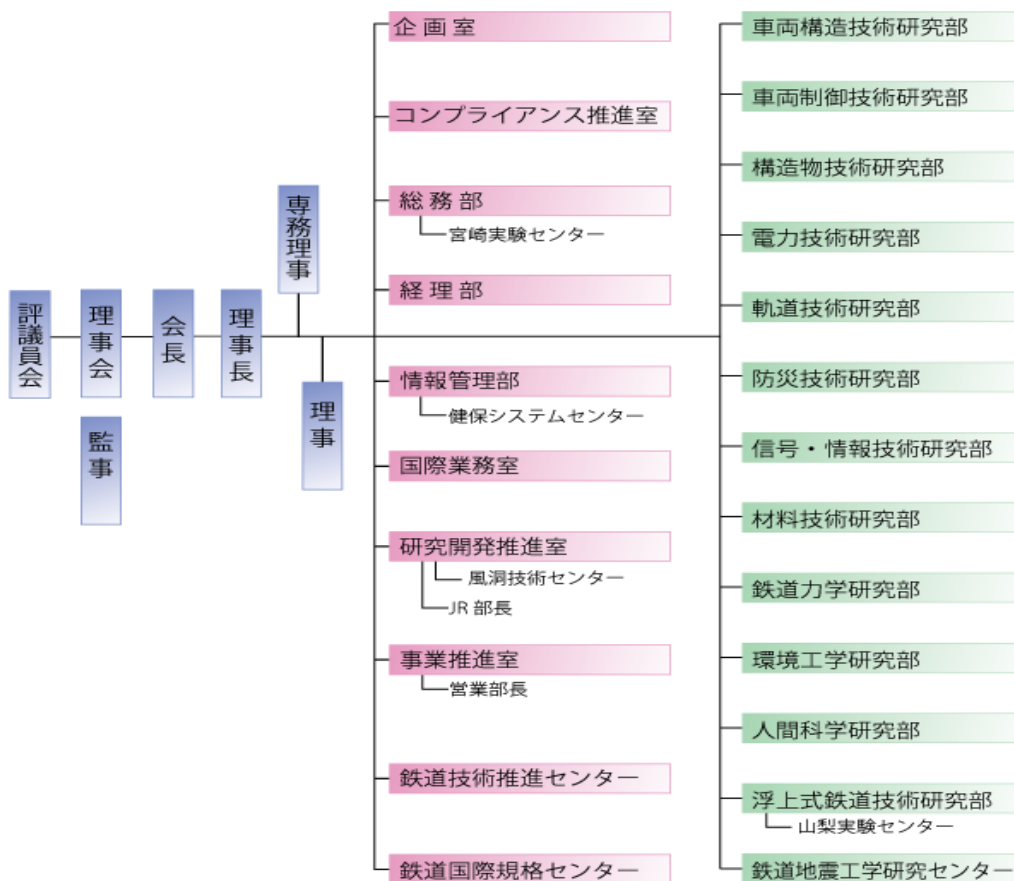 評議員会
理事会
監事
会長
理事長
専務理事
理事
企画室
コンプライアンス推進室
総務部
宮崎実験センター
経理部
情報管理部
健保システムセンター
国際業務室
研究開発推進室
風洞技術センター
JR部長
事業推進室
営業部長
鉄道技術推進センター
鉄道国際規格センター
車両構造技術研究部
車両制御技術研究部
構造物技術研究部
電力技術研究部
軌道技術研究部
防災技術研究部
信号・情報技術研究部
材料技術研究部
鉄道力学研究部
環境工学研究部
人間科学研究部
浮上式鉄道技術研究部
山梨実験センター
鉄道地震工学研究センター